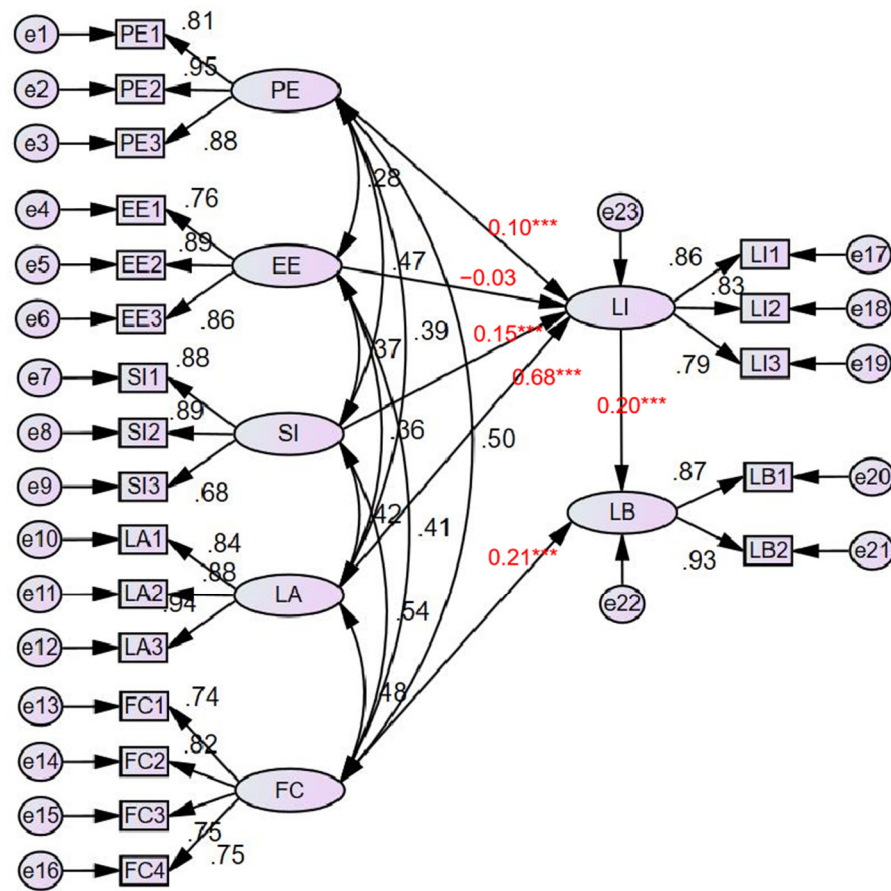 e1 PE1 .81
e2 PE2 .95 PE
e3 PE3 .88
.28
e4 EE1 .76
e5 EE2 .89 EE
e6 EE3 .86
e23
0.10***
.47
−0.03
LI
.86 LI1 e17
.83 LI2 e18
.79 LI3 e19
0.15***
.37 .39
0.68***
0.20***
e7 SI1 .88
e8 SI2 .89 SI
e9 SI3 .68
.36 .50
.42 .41
LB
.87 LB1 e20
.93 LB2 e21
0.21***
e22
e10 LA1 .84
e11 LA2 .88 LA
e12 LA3 .94
.54
.48
e13 FC1 .74
e14 FC2 .82 FC
e15 FC3 .75
e16 FC4 .75